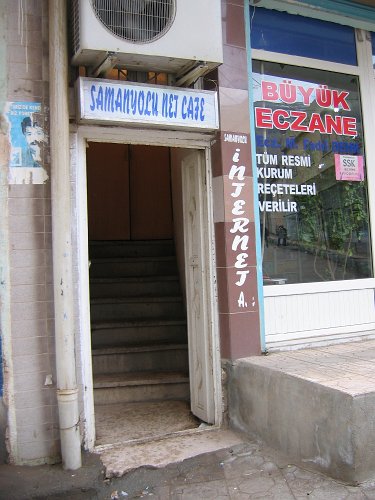 SAMANYOLU NET CAFE
SAMANYOLU
İNTERNET
A.
BÜYÜK
ECZANE
TÜM RESMİ
KURUM
REÇETELERİ
VERİLİR
SSK